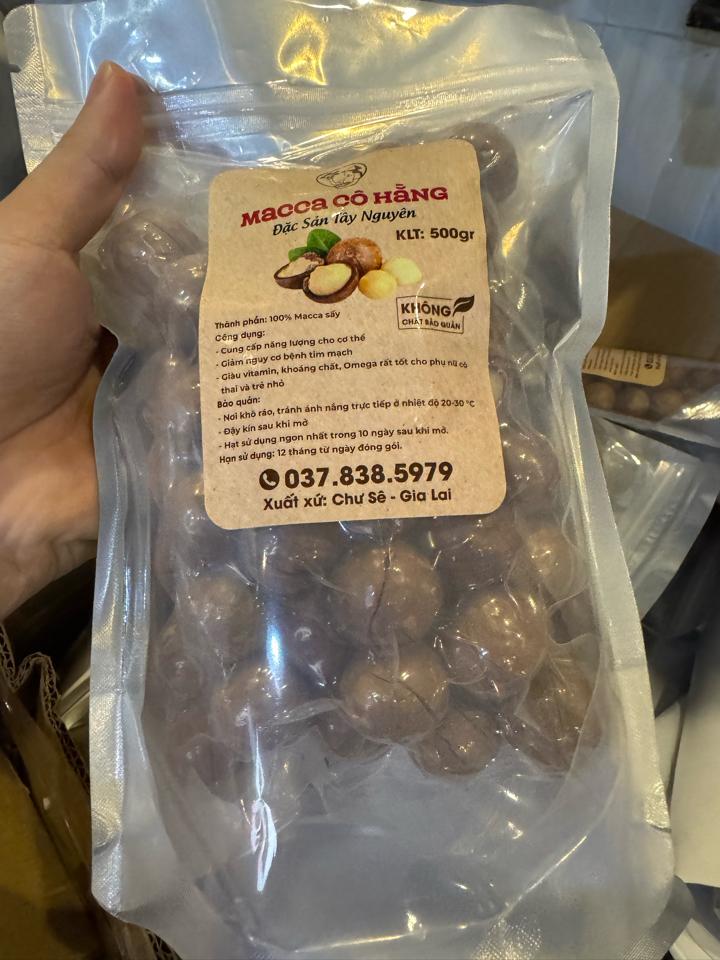 Macca CÔ HẰNG
Đặc Sản Tây Nguyên
KLT: 500gr
KHÔNG
CHẤT BẢO QUẢN
Thành phần: 100% Macca sấy
Công dụng:
- Cung cấp năng lượng cho cơ thể
- Giảm nguy cơ bệnh tim mạch
- Giàu vitamin, khoáng chất, Omega rất tốt cho phụ nữ có
thai và trẻ nhỏ
Bảo quản:
- Nơi khô ráo, tránh ánh nắng trực tiếp ở nhiệt độ 20-30 °C
- Đậy kín sau khi mở
- Hạt sử dụng ngon nhất trong 10 ngày sau khi mở.
Hạn sử dụng: 12 tháng từ ngày đóng gói.
037.838.5979
Xuất xứ: Chư Sê - Gia Lai